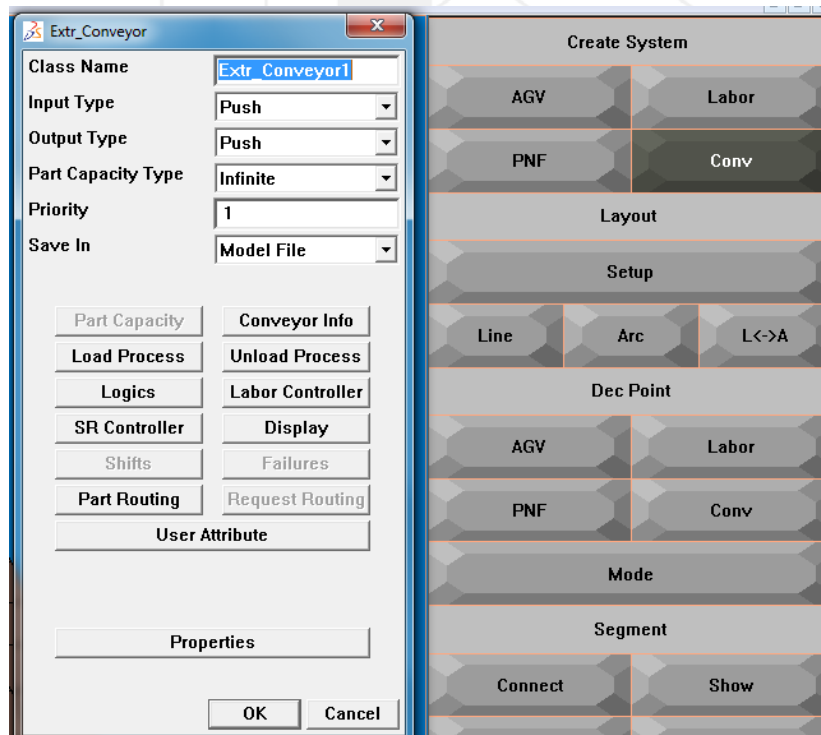 Extr_Conveyor
Class Name Extr_Conveyor1
Input Type Push
Output Type Push
Part Capacity Type Infinite
Priority 1
Save In Model File
Part Capacity Conveyor Info
Load Process Unload Process
Logics Labor Controller
SR Controller Display
Shifts Failures
Part Routing Request Routing
User Attribute
Properties
OK Cancel
Create System
AGV Labor
PNF Conv
Layout
Setup
Line Arc L<->A
Dec Point
AGV Labor
PNF Conv
Mode
Segment
Connect Show